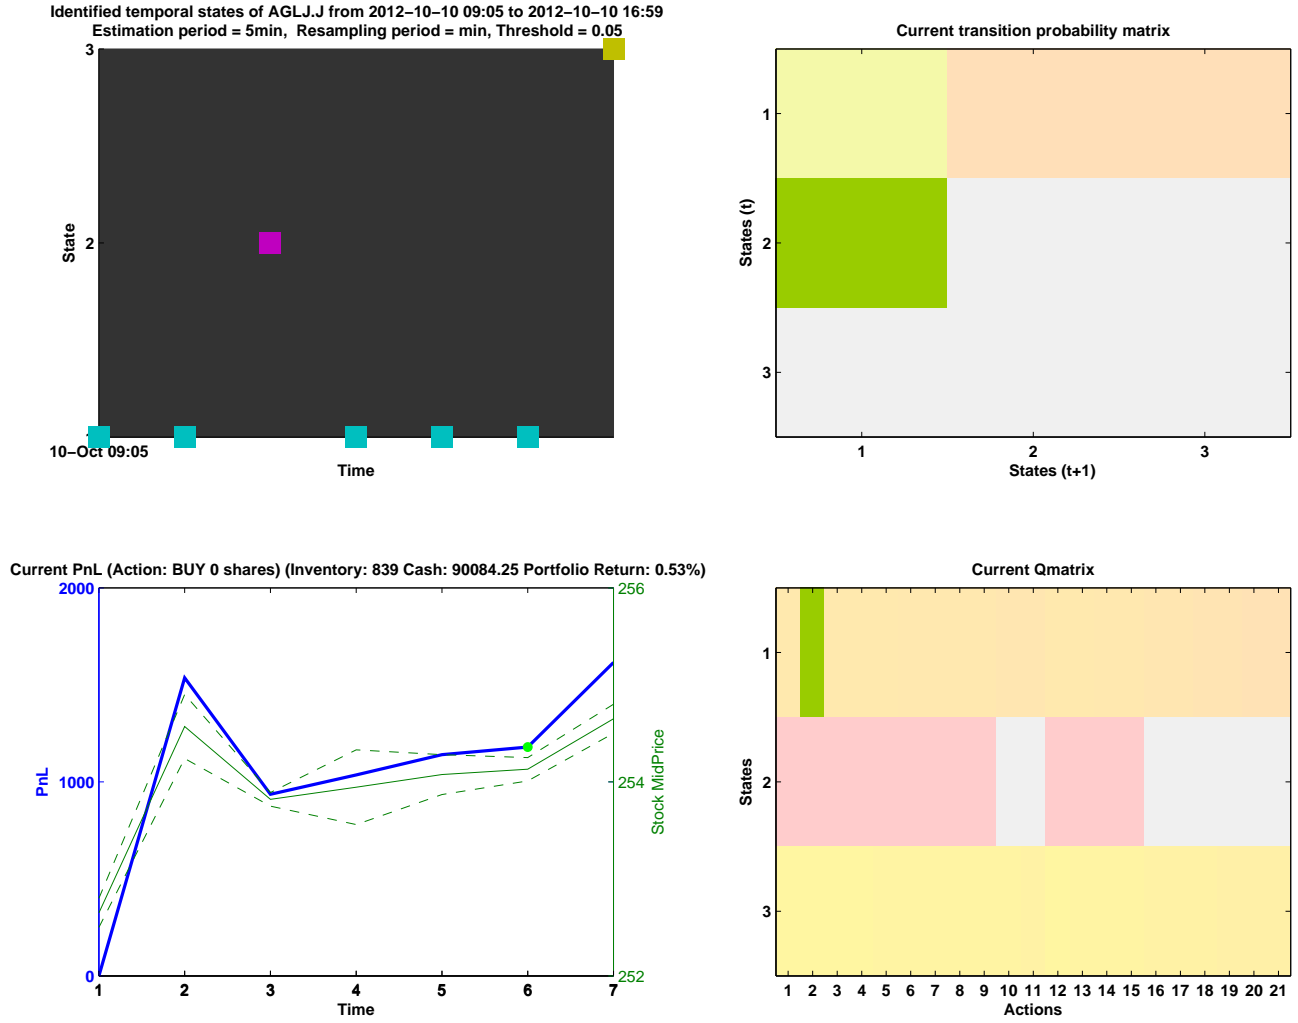 Identified temporal states of AGLJ.J from 2012−10−10 09:05 to 2012−10−10 16:59
Estimation period = 5min, Resampling period = min, Threshold = 0.05
3
2
State
10−Oct 09:05
Time
Current transition probability matrix
1
2
3
States (t)
1 2 3
States (t+1)
Current PnL (Action: BUY 0 shares) (Inventory: 839 Cash: 90084.25 Portfolio Return: 0.53%)
2000
1000
0
PnL
256
254
252
Stock MidPrice
1 2 3 4 5 6 7
Time
Current Qmatrix
1
2
3
States
1 2 3 4 5 6 7 8 9 10 11 12 13 14 15 16 17 18 19 20 21
Actions